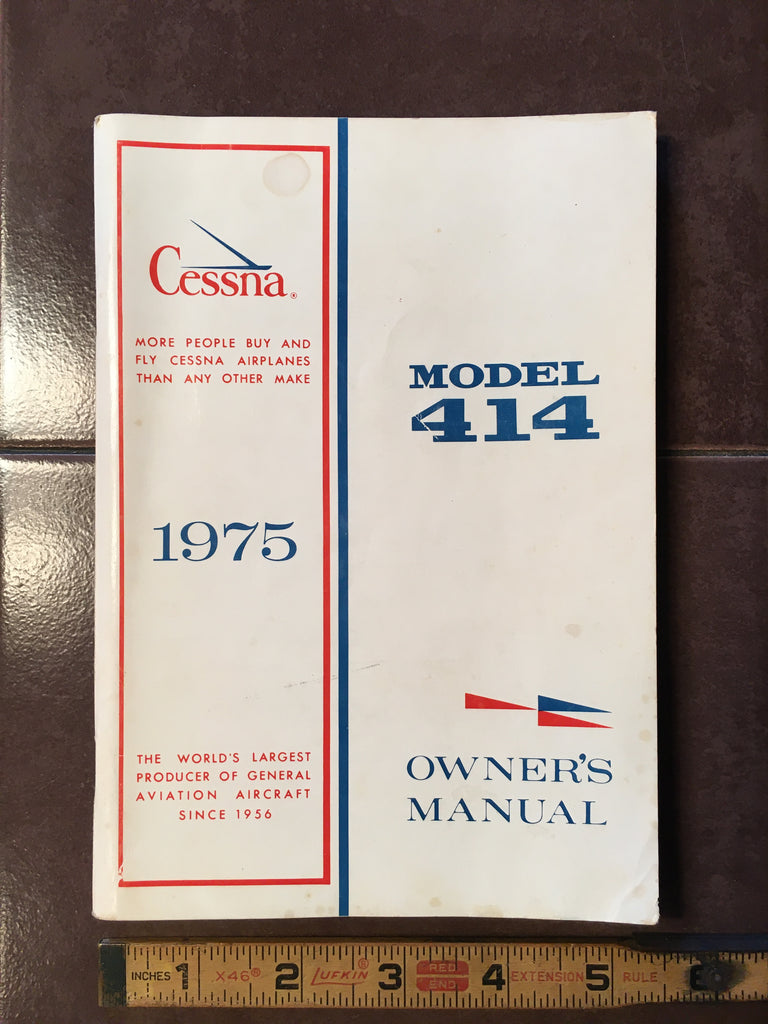 Cessna®
MORE PEOPLE BUY AND
FLY CESSNA AIRPLANES
THAN ANY OTHER MAKE
1975
THE WORLD'S LARGEST
PRODUCER OF GENERAL
AVIATION AIRCRAFT
SINCE 1956
MODEL
414
OWNER'S
MANUAL
INCHES 1 X46® 2 LUFKIN® 3 RED END 4 EXTENSION 5 RULE 6